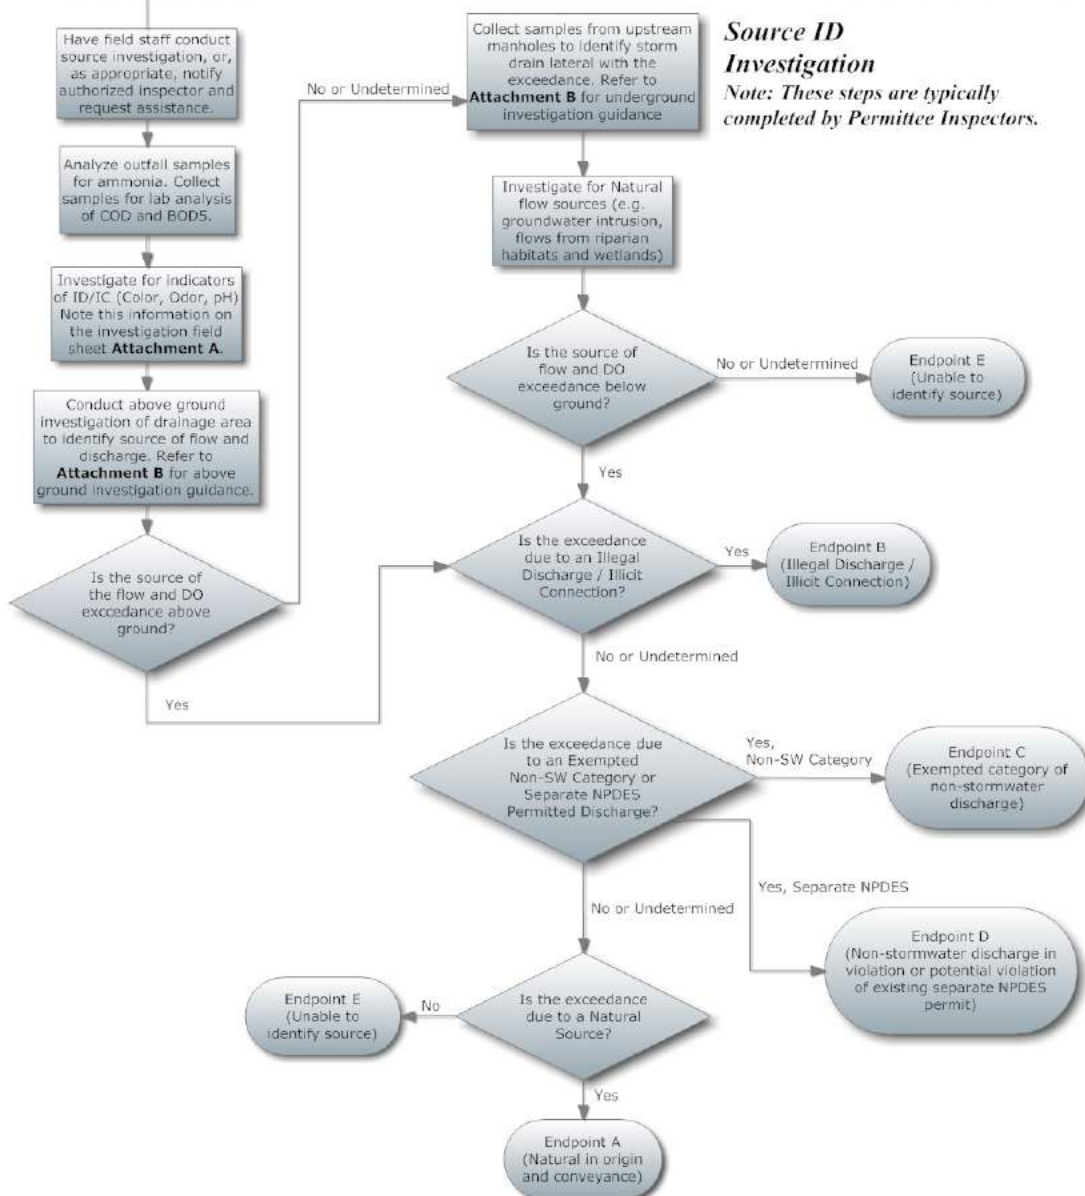 Have field staff conduct
source investigation, or,
as appropriate, notify
authorized inspector and
request assistance.
Analyze outfall samples
for ammonia. Collect
samples for lab analysis
of COD and BOD5.
Investigate for indicators
of ID/IC (Color, Odor, pH)
Note this information on
the investigation field
sheet Attachment A.
Conduct above ground
investigation of drainage area
to identify source of flow and
discharge. Refer to
Attachment B for above
ground investigation guidance.
Is the source of
the flow and DO
exccedance above
ground?
No or Undetermined
Yes
Collect samples from upstream
manholes to identify storm
drain lateral with the
exceedance. Refer to
Attachment B for underground
investigation guidance
Source ID
Investigation
Note: These steps are typically
completed by Permittee Inspectors.
Investigate for Natural
flow sources (e.g.
groundwater intrusion,
flows from riparian
habitats and wetlands)
Is the source of
flow and DO
exceedance below
ground?
No or Undetermined
Endpoint E
(Unable to
identify source)
Yes
Is the exceedance
due to an Illegal
Discharge / Illicit
Connection?
Yes
Endpoint B
(Illegal Discharge /
Illicit Connection)
No or Undetermined
Is the exceedance due
to an Exempted
Non-SW Category or
Separate NPDES
Permitted Discharge?
Yes,
Non-SW Category
Endpoint C
(Exempted category of
non-stormwater
discharge)
Yes, Separate NPDES
Endpoint D
(Non-stormwater discharge in
violation or potential violation
of existing separate NPDES
permit)
No or Undetermined
Is the exceedance
due to a Natural
Source?
No
Endpoint E
(Unable to
identify source)
Yes
Endpoint A
(Natural in origin
and conveyance)